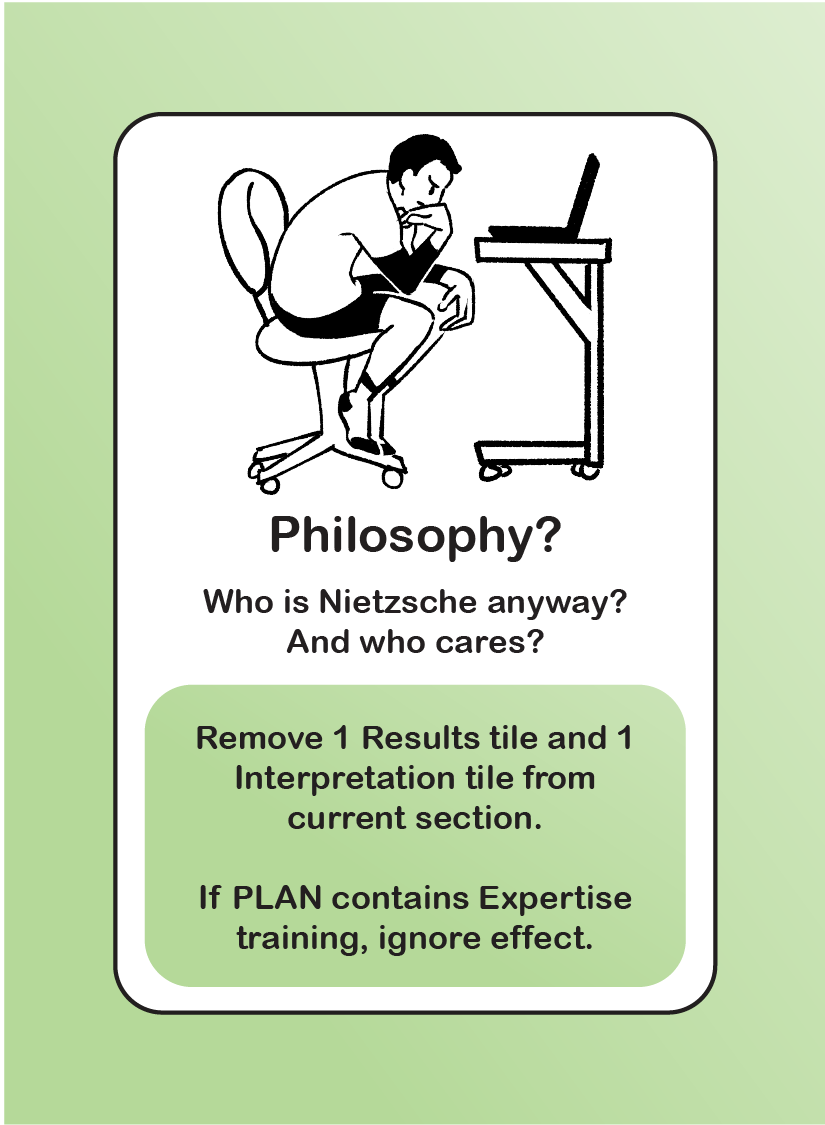 Philosophy?
Who is Nietzsche anyway?
And who cares?
Remove 1 Results tile and 1
Interpretation tile from
current section.
If PLAN contains Expertise
training, ignore effect.